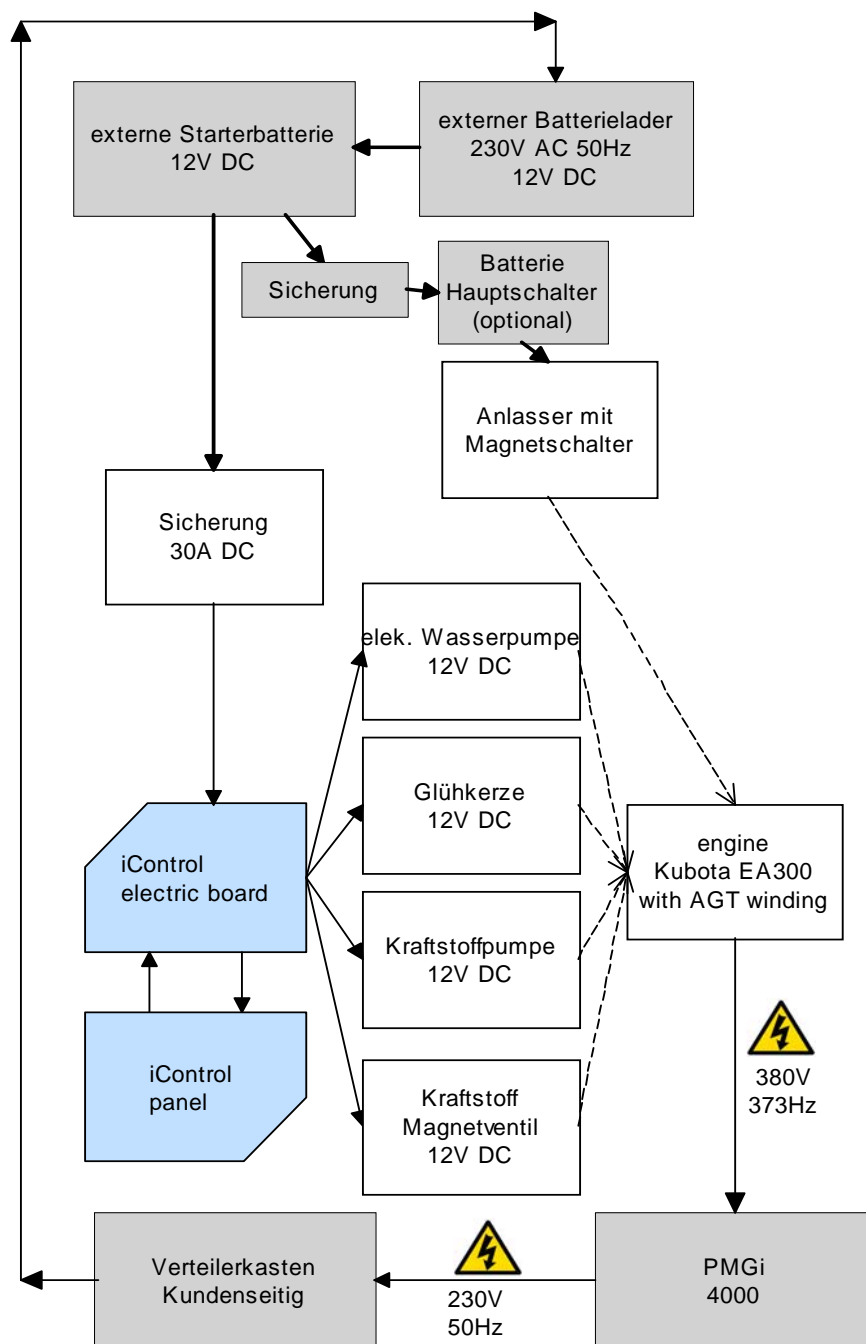 externe Starterbatterie
12V DC
externer Batterielader
230V AC 50Hz
12V DC
Sicherung
Batterie
Hauptschalter
(optional)
Anlasser mit
Magnetschalter
Sicherung
30A DC
elek. Wasserpumpe
12V DC
Glühkerze
12V DC
iControl
electric board
engine
Kubota EA300
with AGT winding
Kraftstoffpumpe
12V DC
iControl
panel
380V
373Hz
Kraftstoff
Magnetventil
12V DC
Verteilerkasten
Kundenseitig
230V
50Hz
PMGi
4000